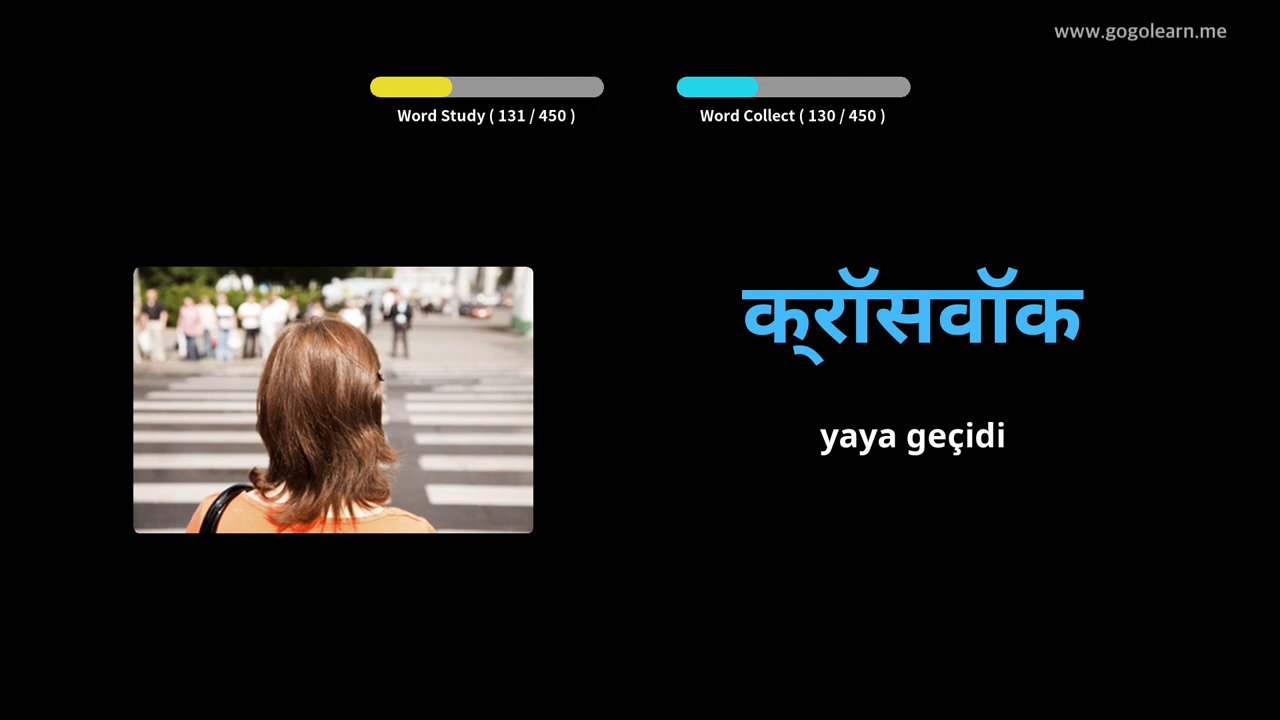 www.gogolearn.me
Word Study ( 131 / 450 )
Word Collect ( 130 / 450 )
क्रॉसवॉक
yaya geçidi